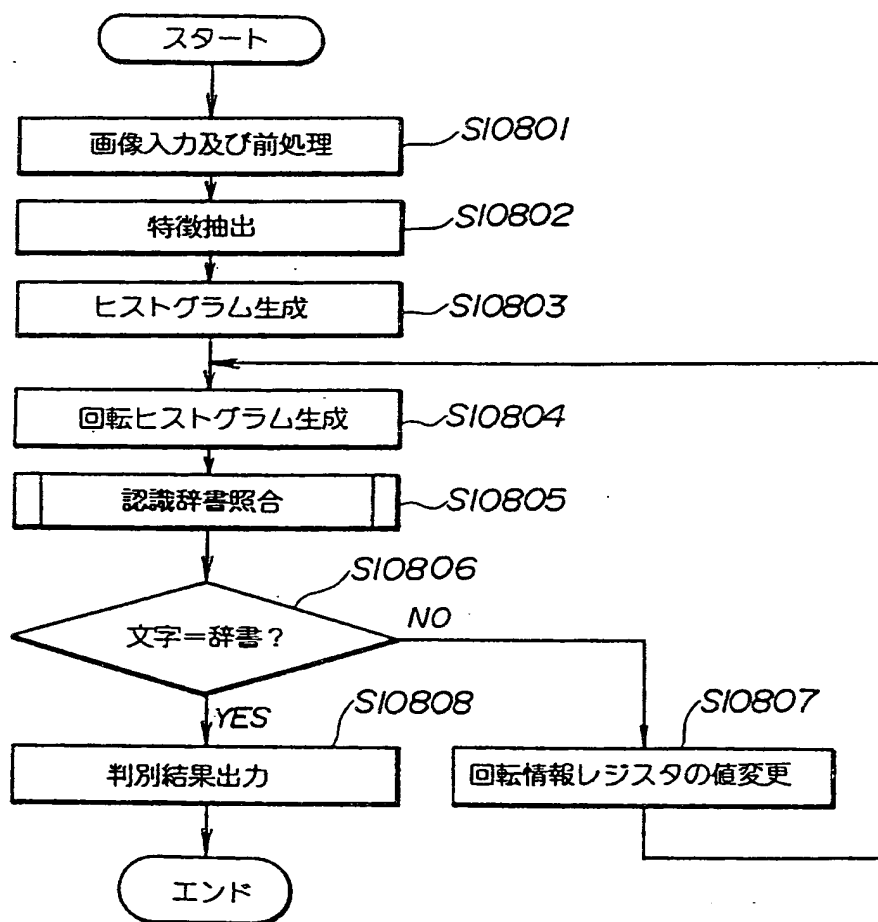 スタート
画像入力及び前処理
S10801
特徴抽出
S10802
ヒストグラム生成
S10803
回転ヒストグラム生成
S10804
認識辞書照合
S10805
S10806
文字＝辞書？
NO
YES
S10808
S10807
判別結果出力
回転情報レジスタの値変更
エンド